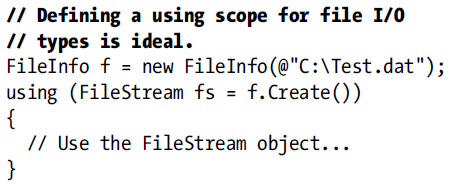 // Defining a using scope for file I/O
// types is ideal.
FileInfo f = new FileInfo(@"C:\Test.dat");
using (FileStream fs = f.Create())
{
  // Use the FileStream object...
}